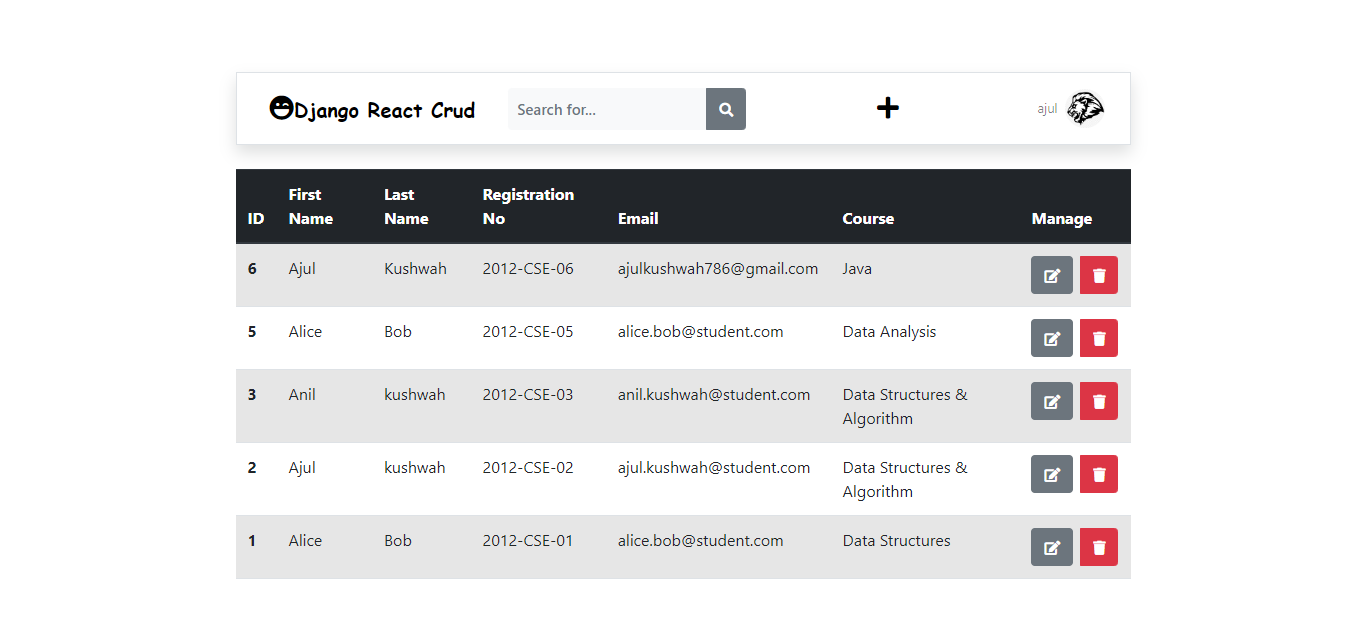 Django React Crud Search for... ajul
ID First Name Last Name Registration No Email Course Manage
6 Ajul Kushwah 2012-CSE-06 ajulkushwah786@gmail.com Java
5 Alice Bob 2012-CSE-05 alice.bob@student.com Data Analysis
3 Anil kushwah 2012-CSE-03 anil.kushwah@student.com Data Structures &
Algorithm
2 Ajul kushwah 2012-CSE-02 ajul.kushwah@student.com Data Structures &
Algorithm
1 Alice Bob 2012-CSE-01 alice.bob@student.com Data Structures